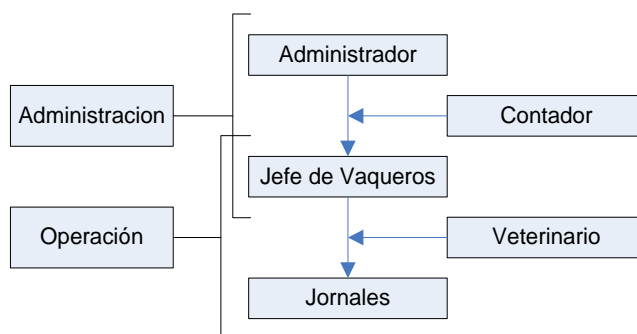 Administrador
Administracion
Contador
Jefe de Vaqueros
Operación
Veterinario
Jornales